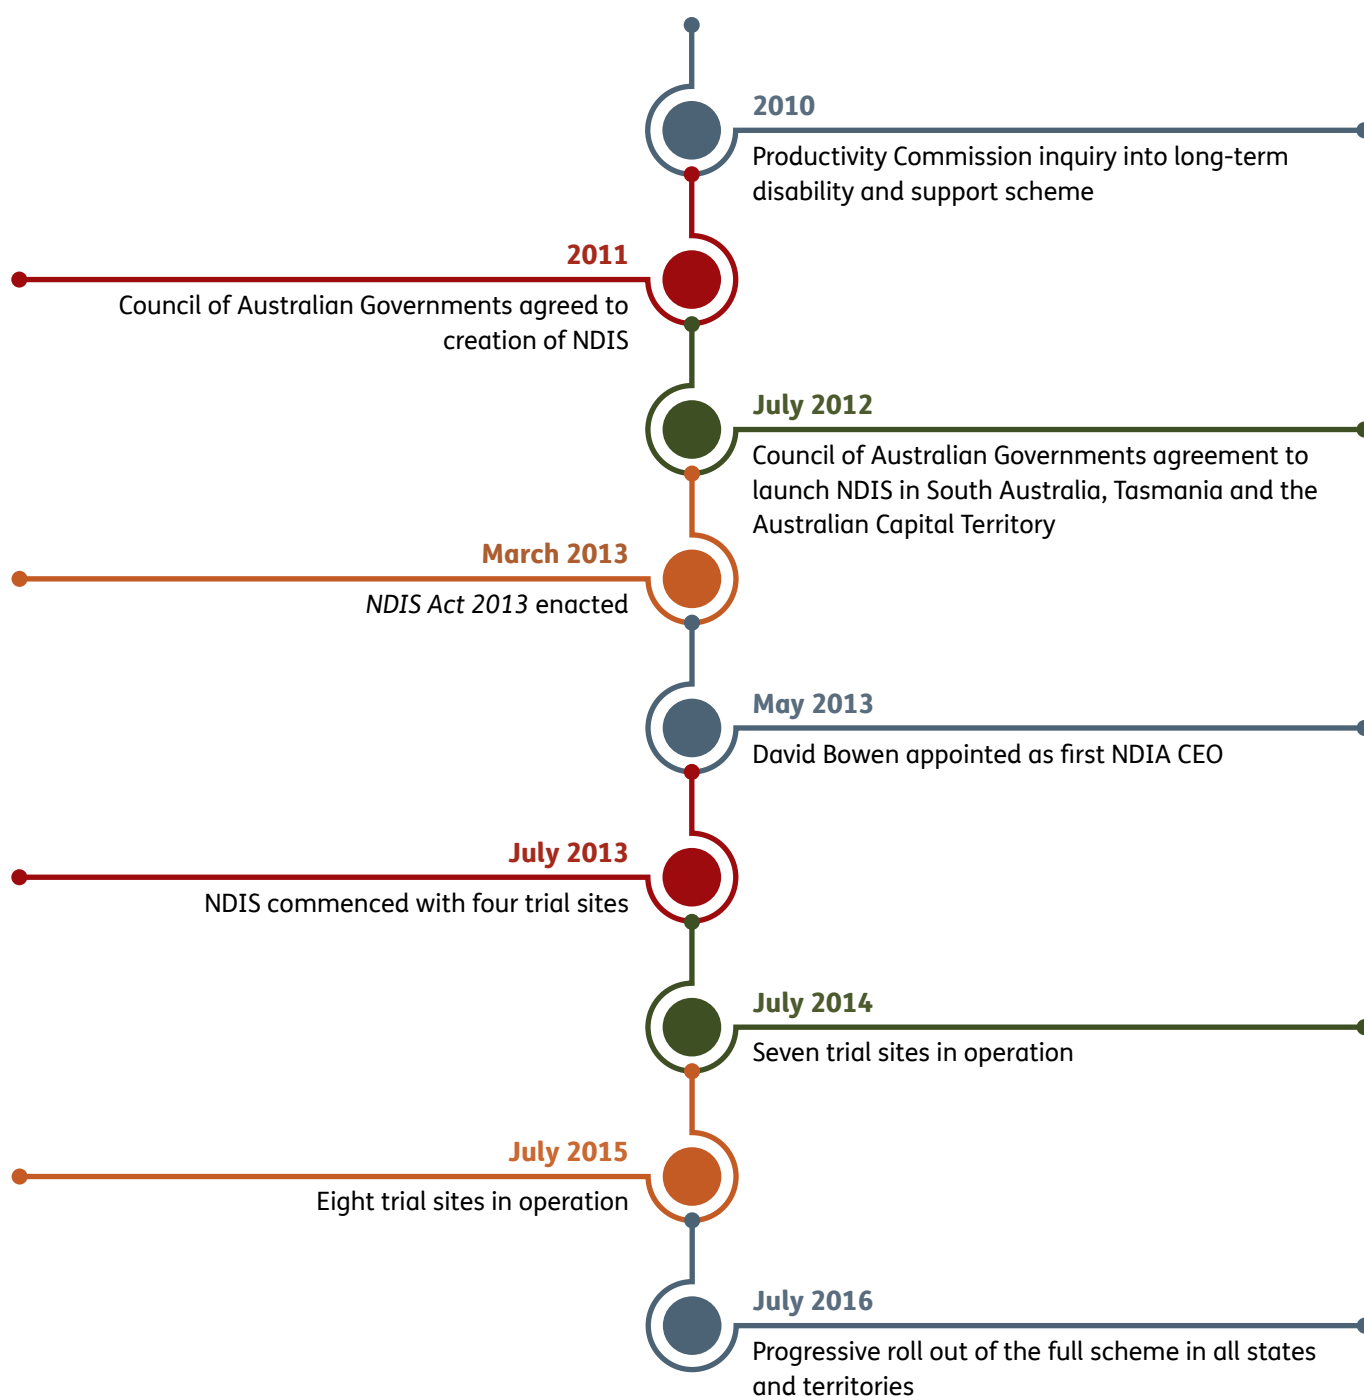 2010
Productivity Commission inquiry into long-term
disability and support scheme
2011
Council of Australian Governments agreed to
creation of NDIS
July 2012
Council of Australian Governments agreement to
launch NDIS in South Australia, Tasmania and the
Australian Capital Territory
March 2013
NDIS Act 2013 enacted
May 2013
David Bowen appointed as first NDIA CEO
July 2013
NDIS commenced with four trial sites
July 2014
Seven trial sites in operation
July 2015
Eight trial sites in operation
July 2016
Progressive roll out of the full scheme in all states
and territories